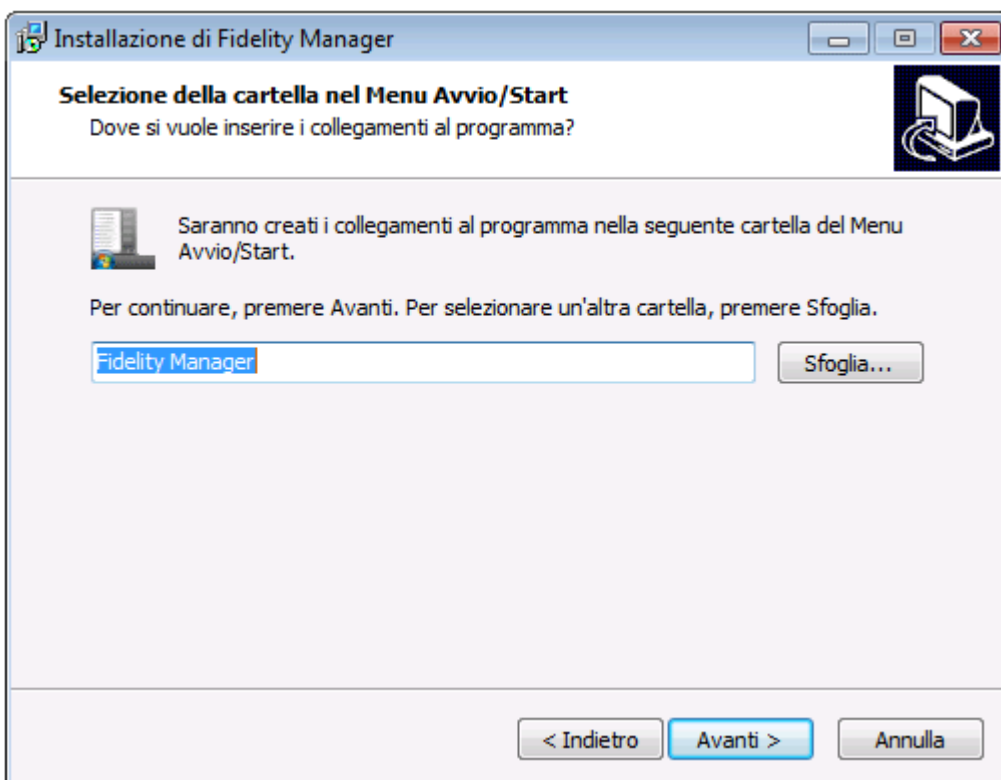 Installazione di Fidelity Manager
Selezione della cartella nel Menu Avvio/Start
Dove si vuole inserire i collegamenti al programma?
Saranno creati i collegamenti al programma nella seguente cartella del Menu
Avvio/Start.
Per continuare, premere Avanti. Per selezionare un'altra cartella, premere Sfoglia.
Fidelity Manager
Sfoglia...
< Indietro
Avanti >
Annulla